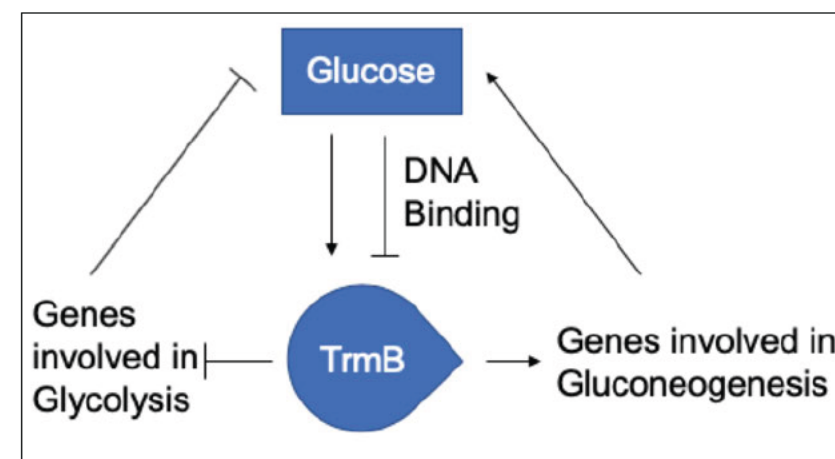 Glucose
DNA
Binding
Genes
involved in
Glycolysis
TrmB
Genes involved in
Gluconeogenesis